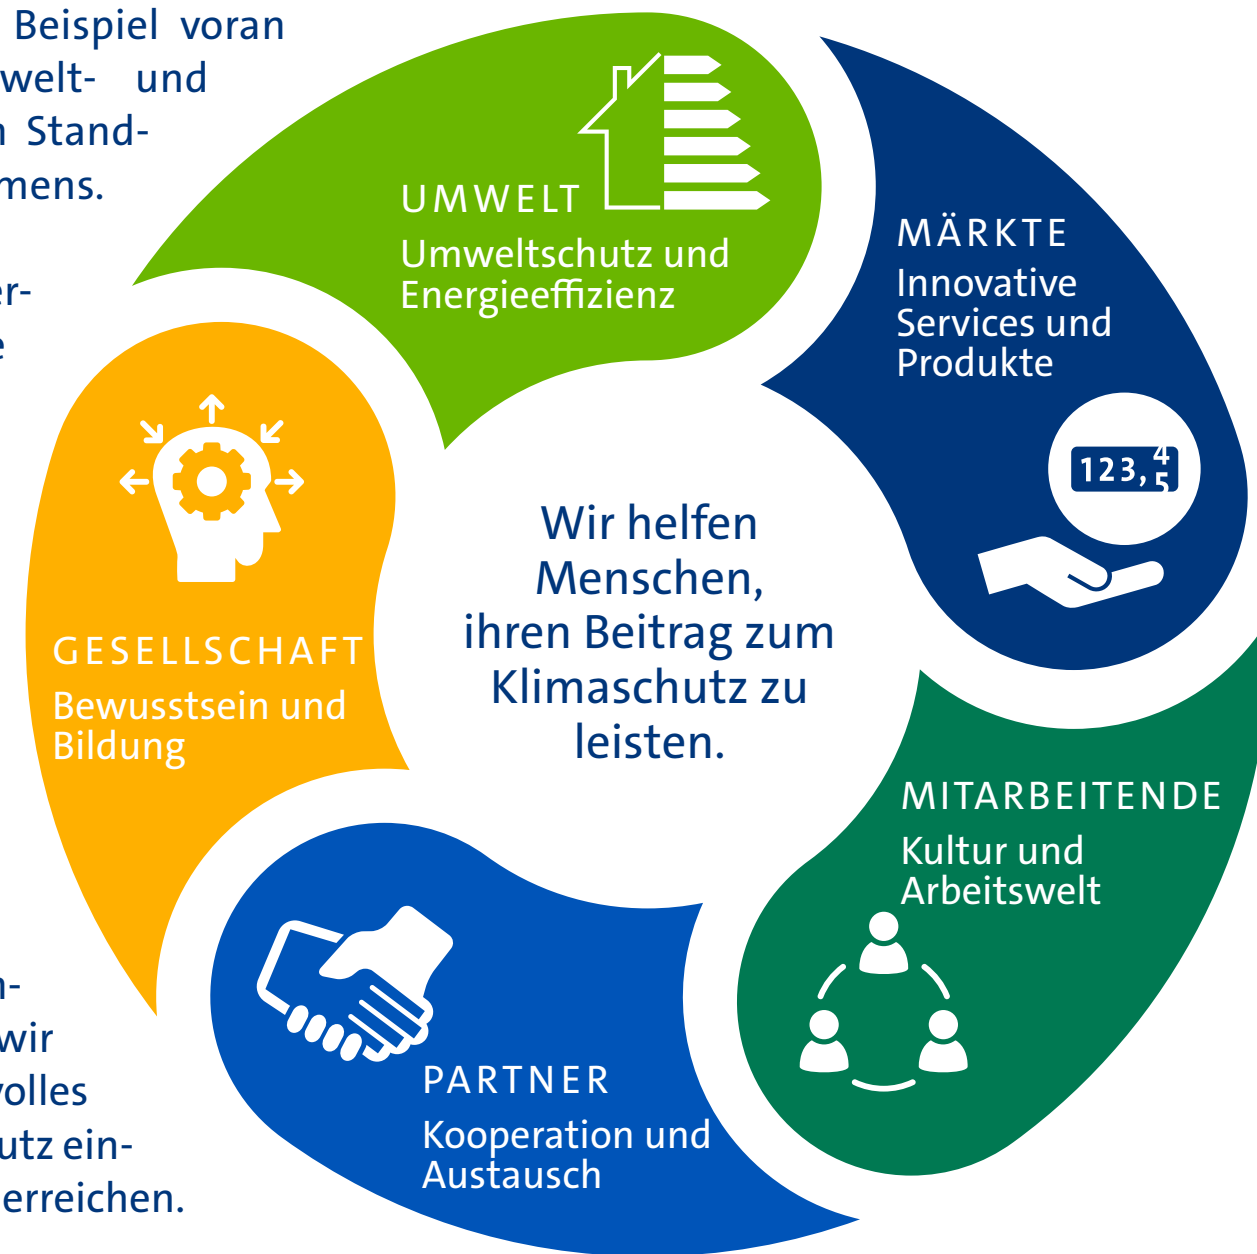 Beispiel voran
welt- und
Stand-
mens.
UMWELT
Umweltschutz und
Energieeffizienz
MÄRKTE
Innovative
Services und
Produkte
123,4
5
GESELLSCHAFT
Bewusstsein und
Bildung
Wir helfen
Menschen,
ihren Beitrag zum
Klimaschutz zu
leisten.
MITARBEITENDE
Kultur und
Arbeitswelt
PARTNER
Kooperation und
Austausch
wir
volles
utz ein-
erreichen.